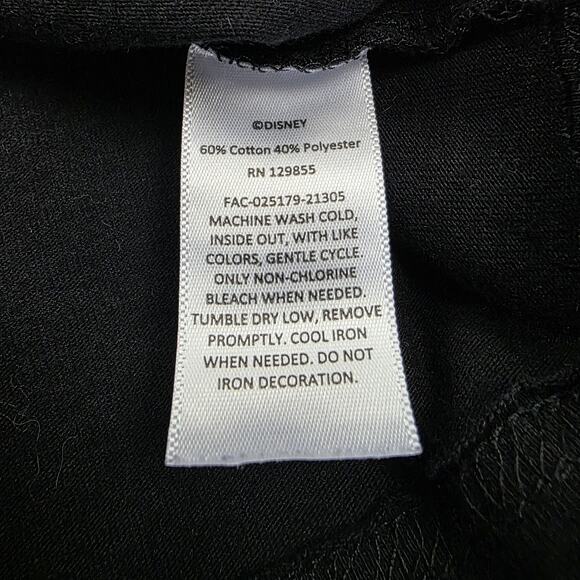 ©DISNEY
60% Cotton 40% Polyester
RN 129855
FAC-025179-21305
MACHINE WASH COLD,
INSIDE OUT, WITH LIKE
COLORS, GENTLE CYCLE.
ONLY NON-CHLORINE
BLEACH WHEN NEEDED.
TUMBLE DRY LOW, REMOVE
PROMPTLY. COOL IRON
WHEN NEEDED. DO NOT
IRON DECORATION.